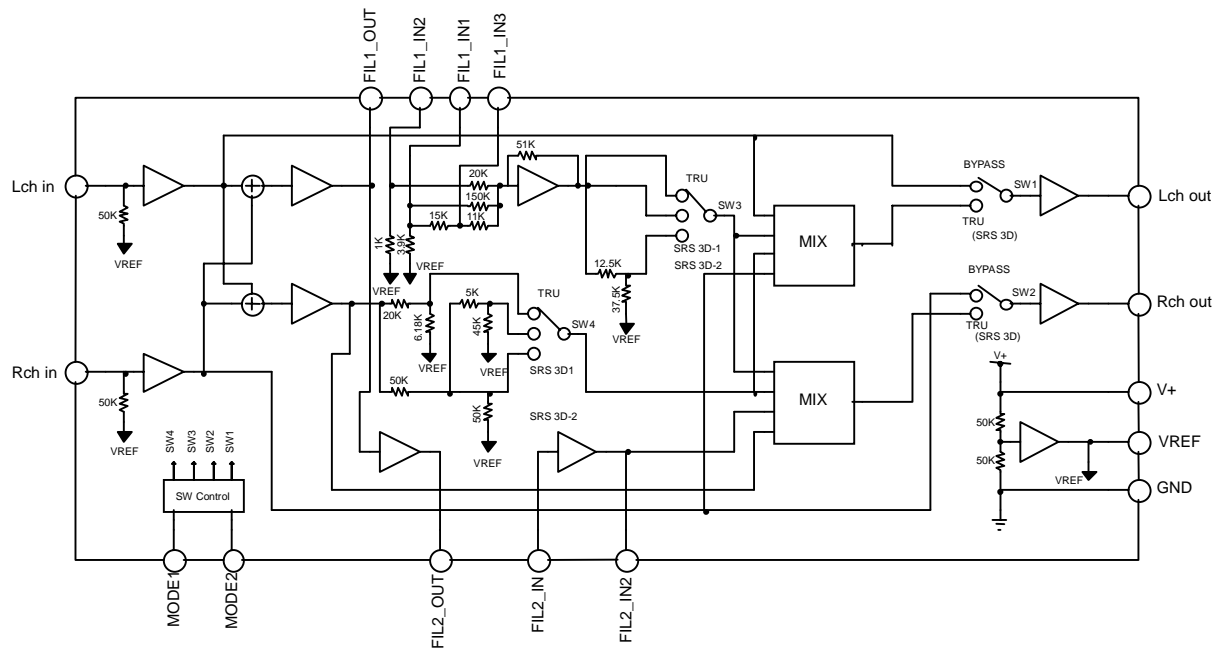 FIL1_OUT
FIL1_IN2
FIL1_IN1
FIL1_IN3
Lch in
50K
VREF
51K
20K
150K
15K
11K
1K
VREF
3.9K
VREF
TRU
SW3
SRS 3D-1
SRS 3D-2
12.5K
37.5K
VREF
MIX
BYPASS
SW1
TRU
(SRS 3D)
Lch out
BYPASS
SW2
TRU
(SRS 3D)
Rch out
20K
6.18K
5K
45K
VREF
TRU
SW4
SRS 3D1
Rch in
50K
VREF
50K
50K
VREF
SRS 3D-2
MIX
V+
50K
50K
VREF
V+
VREF
GND
SW4
SW3
SW2
SW1
SW Control
MODE1
MODE2
FIL2_OUT
FIL2_IN
FIL2_IN2